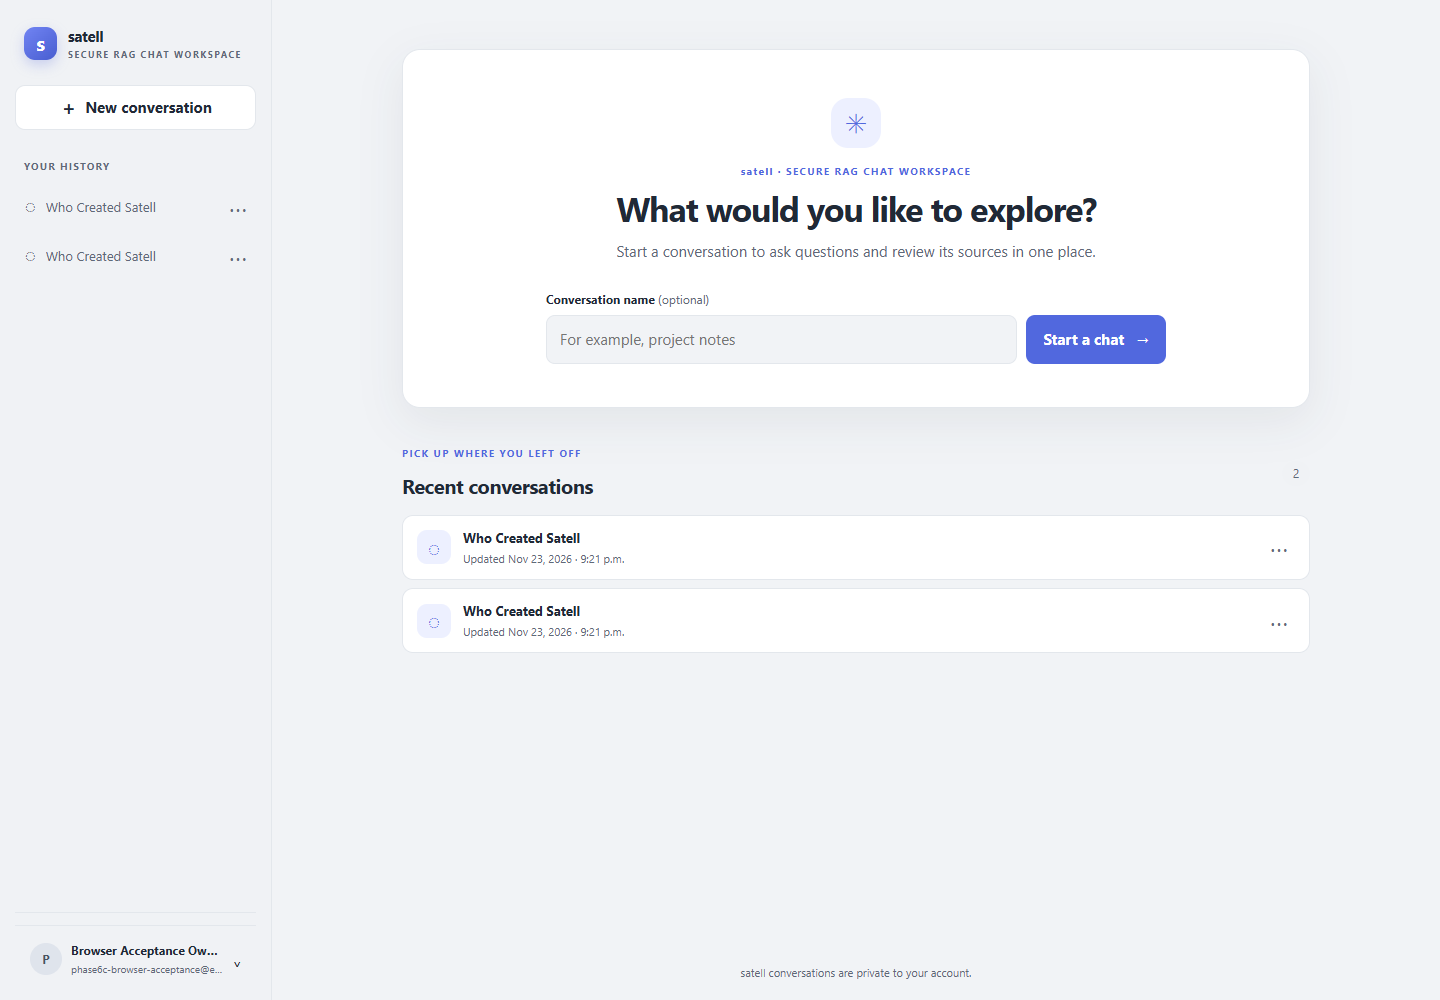 s
satell
SECURE RAG CHAT WORKSPACE
+ New conversation
YOUR HISTORY
Who Created Satell ...
Who Created Satell ...
satell · SECURE RAG CHAT WORKSPACE
What would you like to explore?
Start a conversation to ask questions and review its sources in one place.
Conversation name (optional)
For example, project notes
Start a chat →
PICK UP WHERE YOU LEFT OFF
Recent conversations
2
Who Created Satell
Updated Nov 23, 2026 · 9:21 p.m.
...
Who Created Satell
Updated Nov 23, 2026 · 9:21 p.m.
...
P
Browser Acceptance Ow...
phase6c-browser-acceptance@e...
v
satell conversations are private to your account.